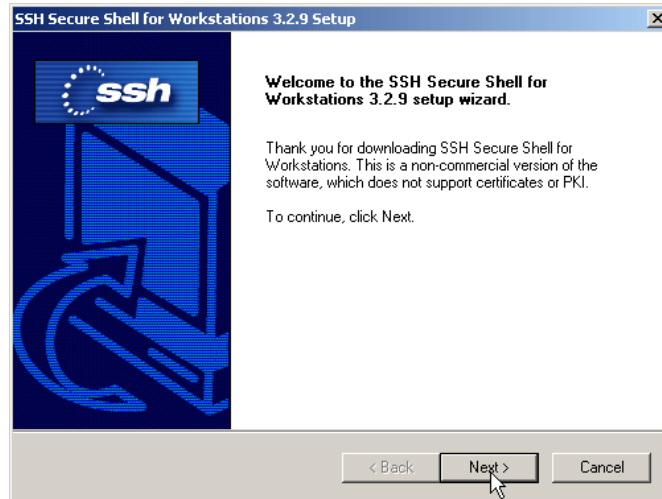 SSH Secure Shell for Workstations 3.2.9 Setup
ssh
Welcome to the SSH Secure Shell for
Workstations 3.2.9 setup wizard.
Thank you for downloading SSH Secure Shell for
Workstations. This is a non-commercial version of the
software, which does not support certificates or PKI.
To continue, click Next.
< Back
Next >
Cancel